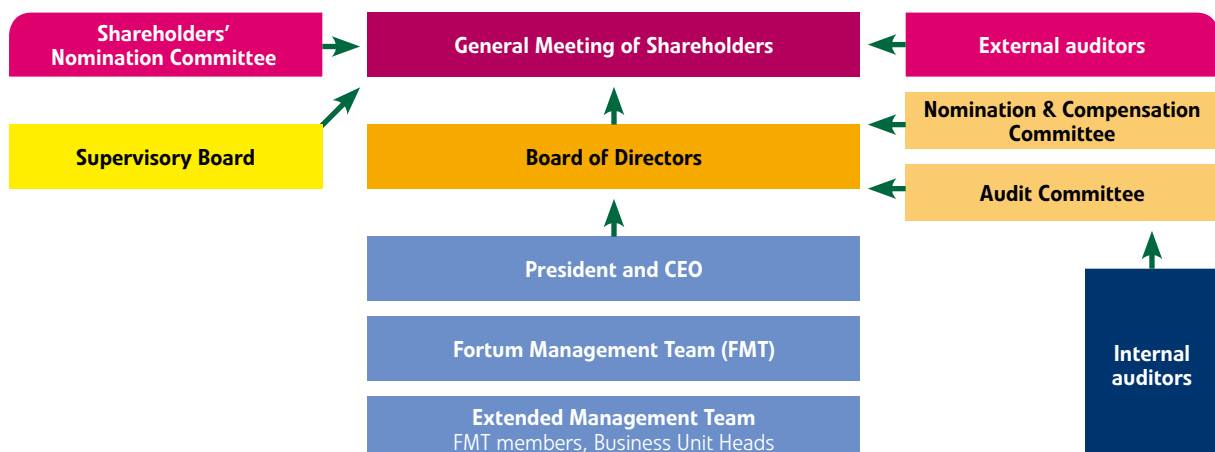 Shareholders’
Nomination Committee
General Meeting of Shareholders
External auditors
Nomination & Compensation
Committee
Supervisory Board
Board of Directors
Audit Committee
President and CEO
Fortum Management Team (FMT)
Internal
auditors
Extended Management Team
FMT members, Business Unit Heads